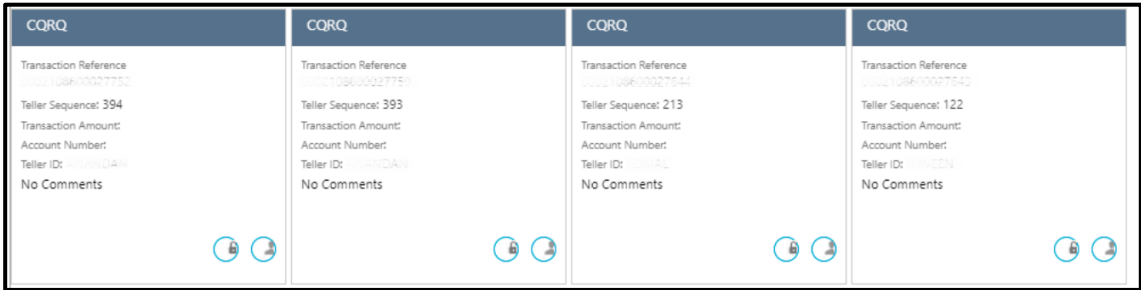 CQRQ
Transaction Reference
Teller Sequence: 394
Transaction Amount:
Account Number:
Teller ID:
No Comments
CQRQ
Transaction Reference
Teller Sequence: 393
Transaction Amount:
Account Number:
Teller ID:
No Comments
CQRQ
Transaction Reference
Teller Sequence: 213
Transaction Amount:
Account Number:
Teller ID:
No Comments
CQRQ
Transaction Reference
Teller Sequence: 122
Transaction Amount:
Account Number:
Teller ID:
No Comments